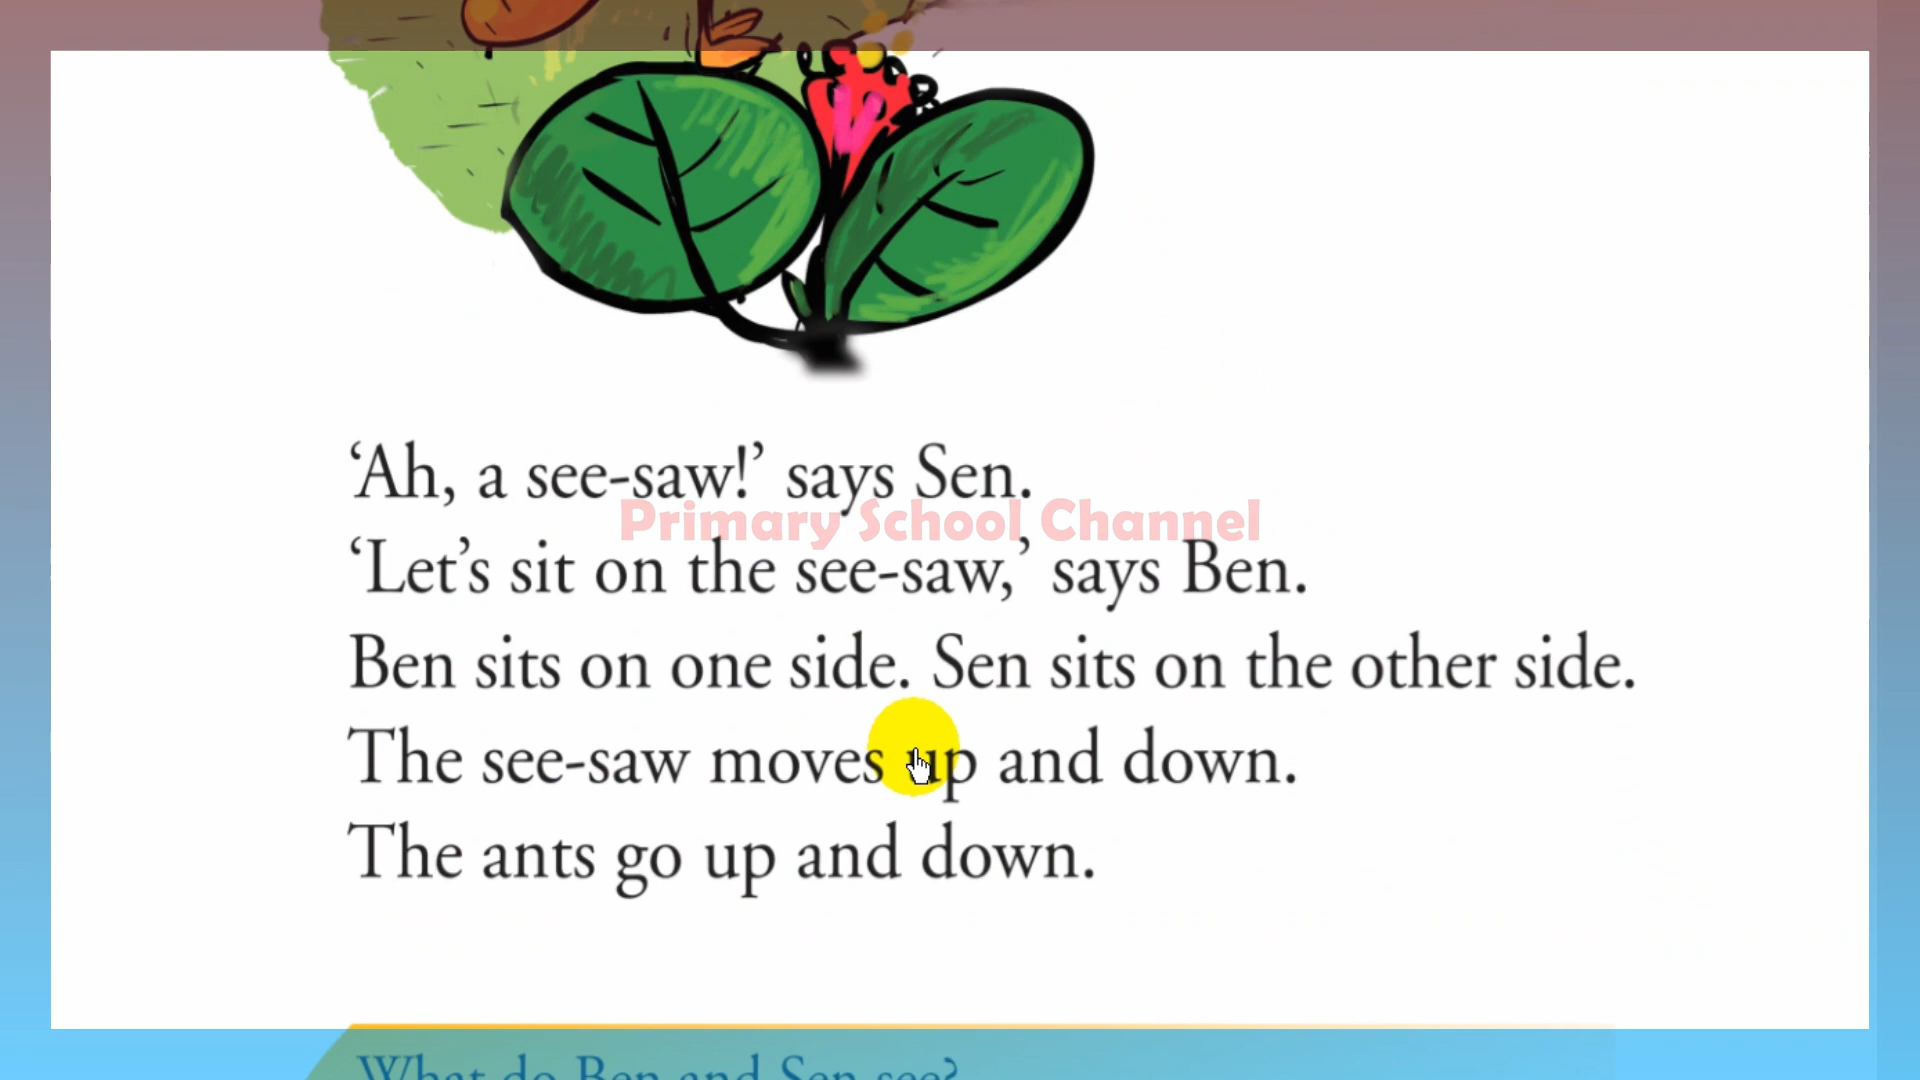 ‘Ah, a see-saw!’ says Sen.
Primary School Channel
‘Let’s sit on the see-saw,’ says Ben.
Ben sits on one side. Sen sits on the other side.
The see-saw moves up and down.
The ants go up and down.
What do Ben and Sen see?